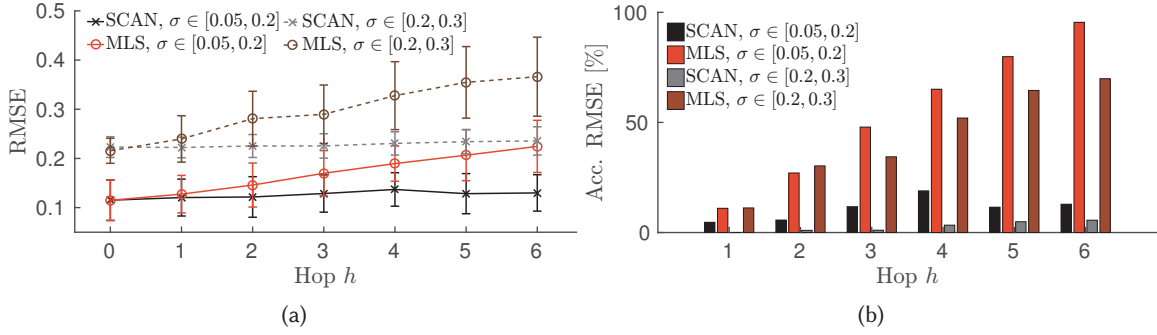 SCAN, σ ∈ [0.05, 0.2]
SCAN, σ ∈ [0.2, 0.3]
MLS, σ ∈ [0.05, 0.2]
MLS, σ ∈ [0.2, 0.3]
RMSE
0.5
0.4
0.3
0.2
0.1
0 1 2 3 4 5 6
Hop h
(a)
SCAN, σ ∈ [0.05, 0.2]
MLS, σ ∈ [0.05, 0.2]
SCAN, σ ∈ [0.2, 0.3]
MLS, σ ∈ [0.2, 0.3]
Acc. RMSE [%]
100
50
0
1 2 3 4 5 6
Hop h
(b)